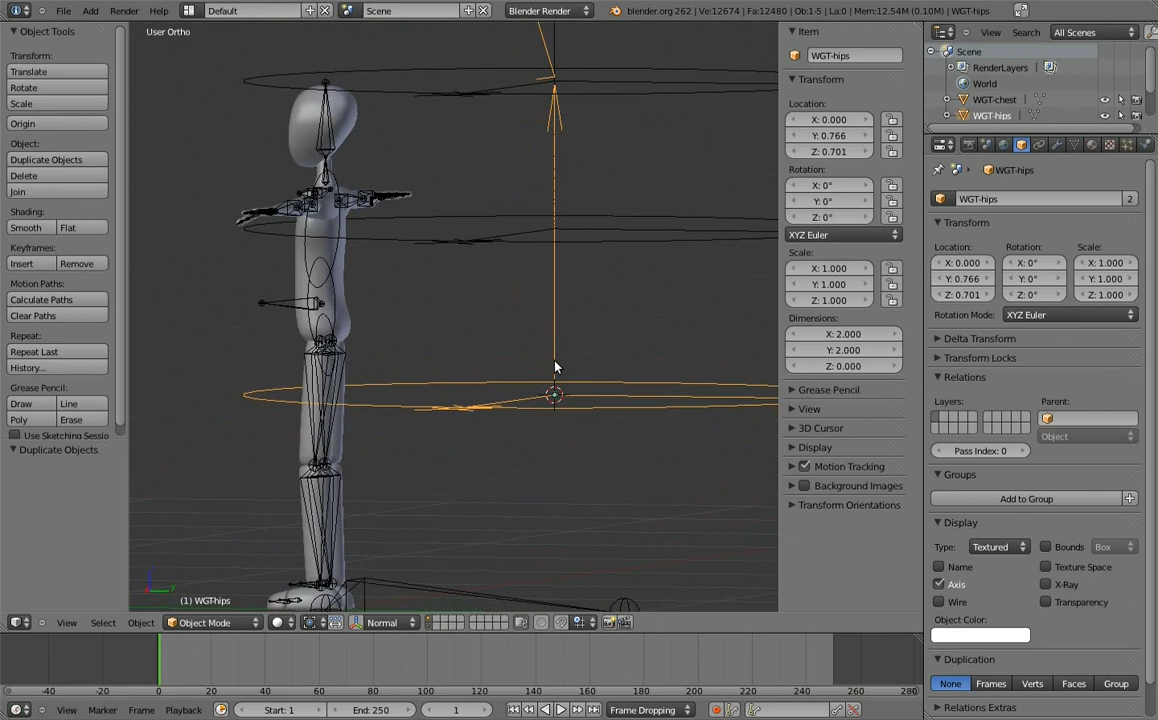 File Add Render Help Default Scene Blender Render blender.org 262 | Ve:12674 | Fa:12480 | Ob:1-5 | La:0 | Mem:12.54M (0.10M) | WGT-hips
Object Tools
Transform:
Translate
Rotate
Scale
Origin
Object:
Duplicate Objects
Delete
Join
Shading:
Smooth Flat
Keyframes:
Insert Remove
Motion Paths:
Calculate Paths
Clear Paths
Repeat:
Repeat Last
History...
Grease Pencil:
Draw Line
Poly Erase
Use Sketching Sessio
Duplicate Objects
User Ortho
(1) WGT-hips
Item
WGT-hips
Transform
Location:
X: 0.000
Y: 0.766
Z: 0.701
Rotation:
X: 0°
Y: 0°
Z: 0°
XYZ Euler
Scale:
X: 1.000
Y: 1.000
Z: 1.000
Dimensions:
X: 2.000
Y: 2.000
Z: 0.000
Grease Pencil
View
3D Cursor
Display
Motion Tracking
Background Images
Transform Orientations
View Search All Scenes
Scene
RenderLayers
World
WGT-chest
WGT-hips
WGT-hips
WGT-hips 2
Transform
Location: Rotation: Scale:
X: 0.000 X: 0° X: 1.000
Y: 0.766 Y: 0° Y: 1.000
Z: 0.701 Z: 0° Z: 1.000
Rotation Mode: XYZ Euler
Delta Transform
Transform Locks
Relations
Layers: Parent:
Object
Pass Index: 0
Groups
Add to Group
Display
Type: Textured Bounds Box
Name Texture Space
Axis X-Ray
Wire Transparency
Object Color:
Duplication
None Frames Verts Faces Group
Relations Extras
View Select Object Object Mode Normal
-40 -20 0 20 40 60 80 100 120 140 160 180 200 220 240 260 280
View Marker Frame Playback Start: 1 End: 250 1 Frame Dropping